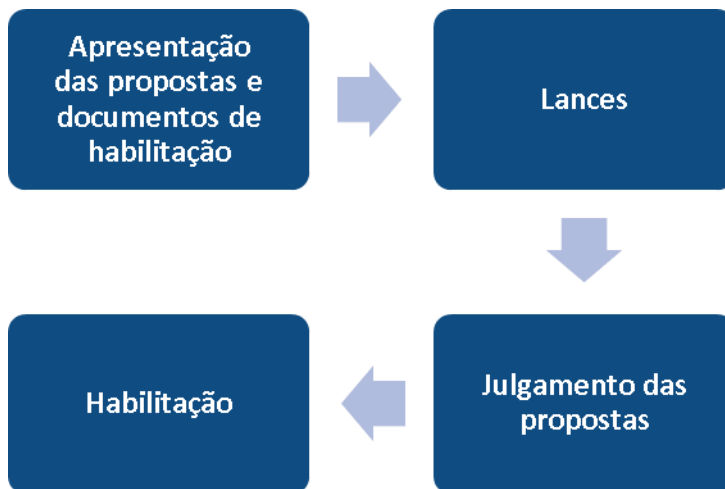 Apresentação
das propostas e
documentos de
habilitação
Lances
Julgamento das
propostas
Habilitação